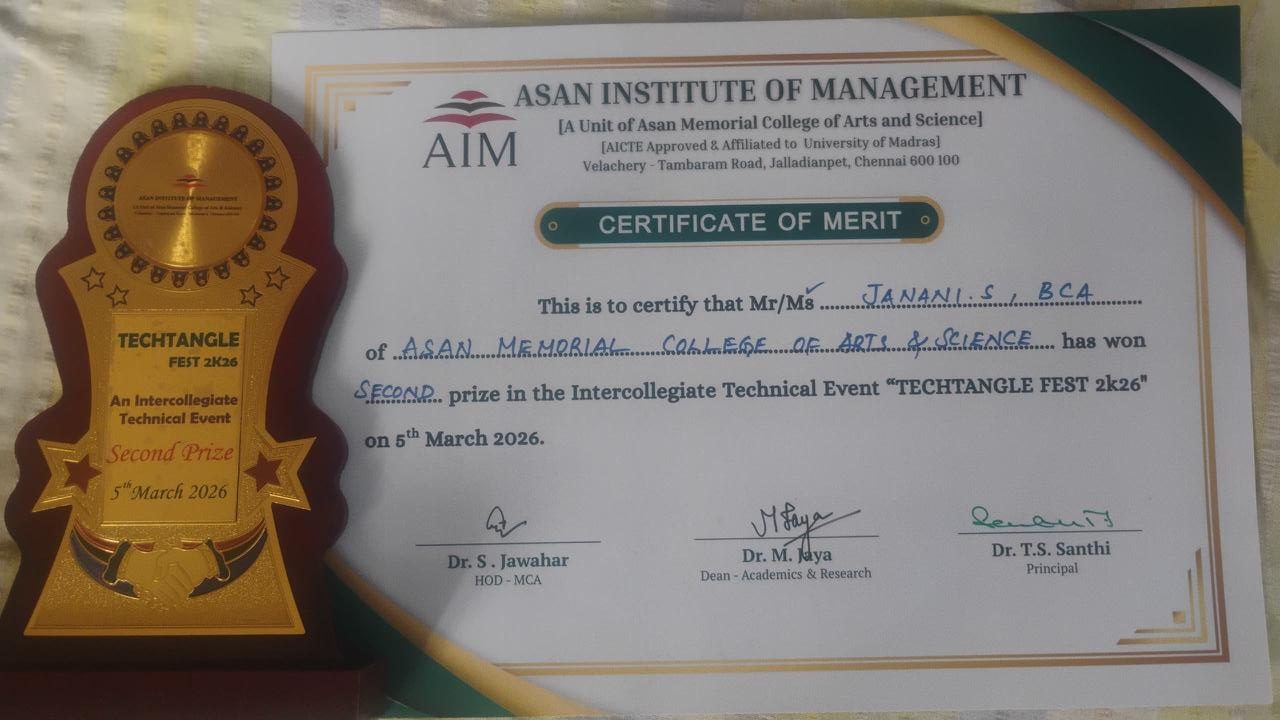 ASAN INSTITUTE OF MANAGEMENT
[A Unit of Asan Memorial College of Arts and Science]
[AICTE Approved & Affiliated to University of Madras]
Velachery - Tambaram Road, Jalladianpet, Chennai 600 100
AIM
CERTIFICATE OF MERIT
This is to certify that Mr/Ms JANANI.S, BCA
of ASAN MEMORIAL COLLEGE OF ARTS & SCIENCE has won
SECOND prize in the Intercollegiate Technical Event “TECHTANGLE FEST 2k26"
on 5th March 2026.
Dr. S . Jawahar
HOD - MCA
M Jaya
Dr. M. Jaya
Dean - Academics & Research
Dr. T.S. Santhi
Principal
ASAN INSTITUTE OF MANAGEMENT
TECHTANGLE
FEST 2K26
An Intercollegiate
Technical Event
Second Prize
5th March 2026